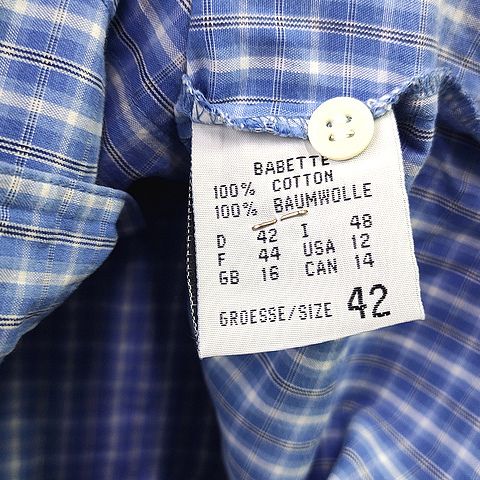 BABETTE
100% COTTON
100% BAUMWOLLE
D 42 I 48
F 44 USA 12
GB 16 CAN 14
GROESSE/SIZE 42